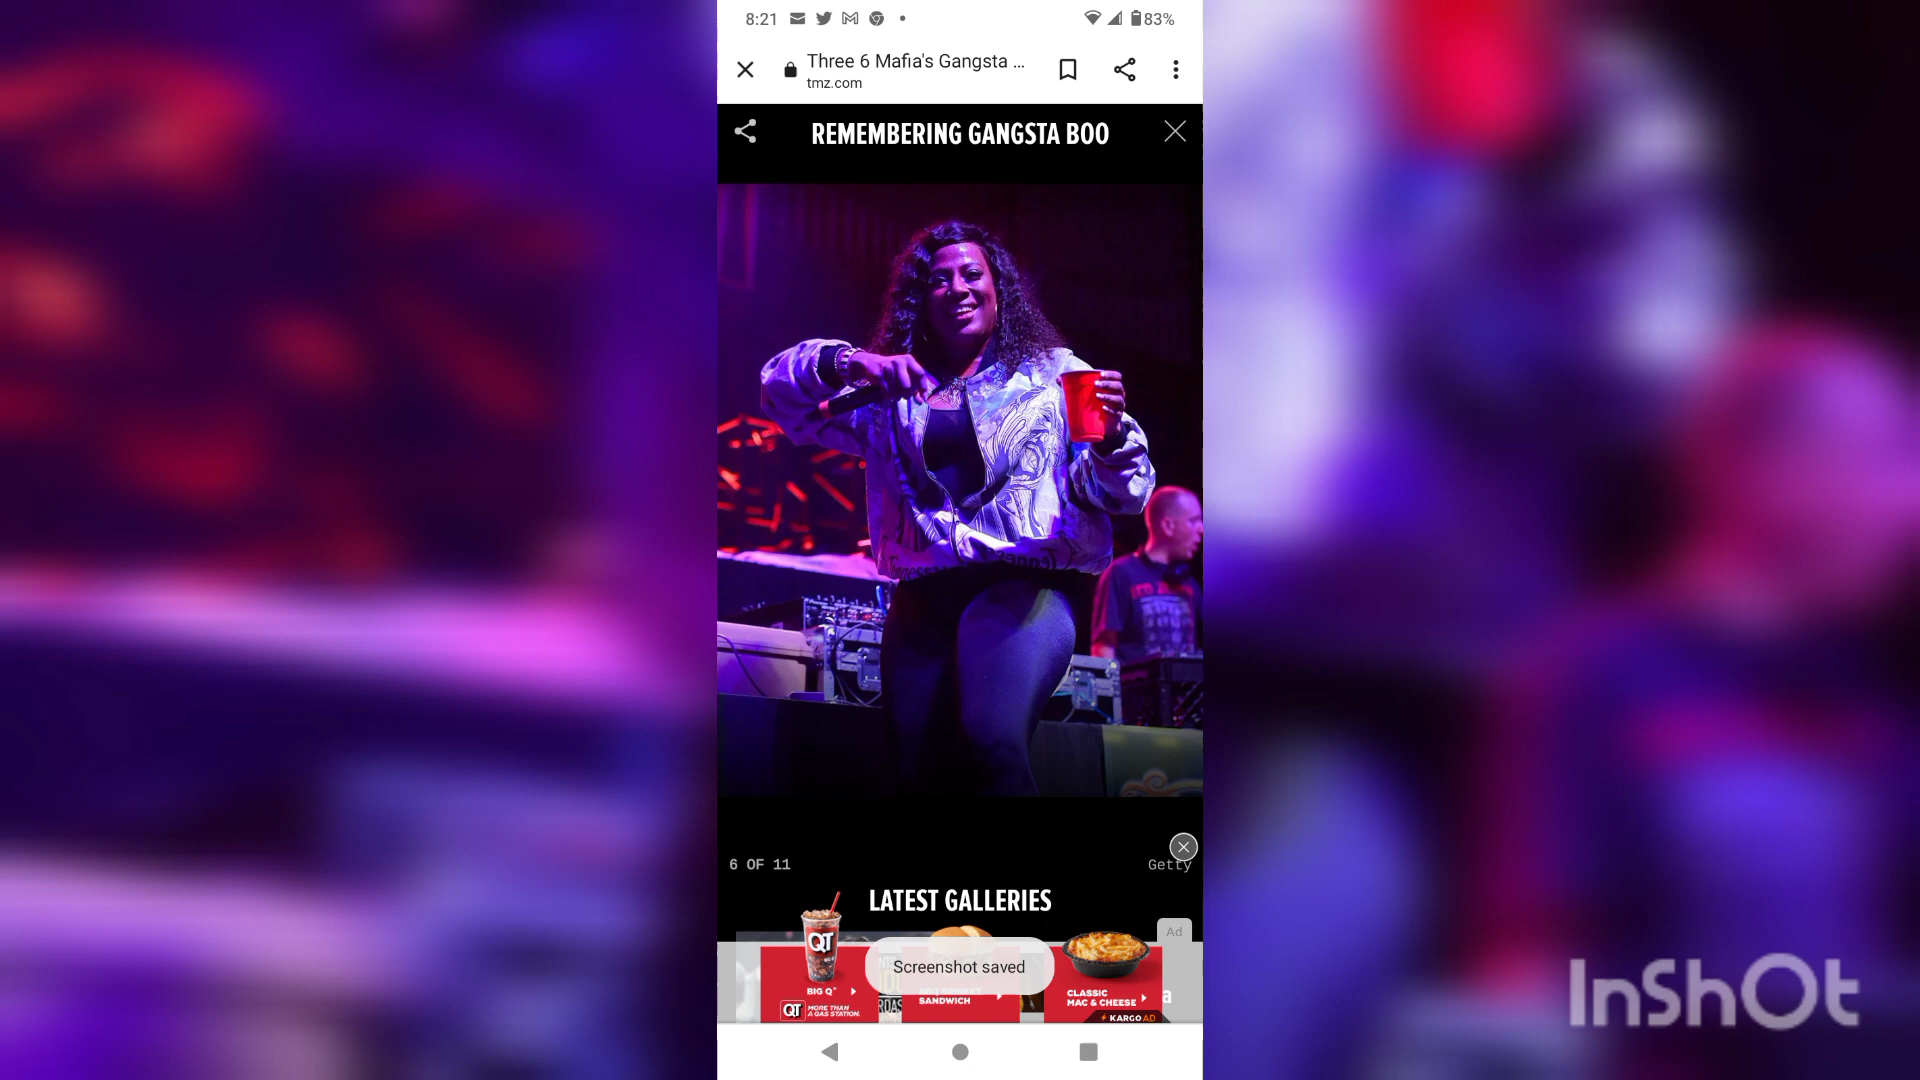 8:21
83%
Three 6 Mafia's Gangsta ...
tmz.com
REMEMBERING GANGSTA BOO
6 OF 11
Getty
LATEST GALLERIES
Ad
QT
Screenshot saved
BIG Q
SANDWICH
CLASSIC
MAC & CHEESE
a
QT MORE THAN
A GAS STATION.
KARGO AD
InShOt